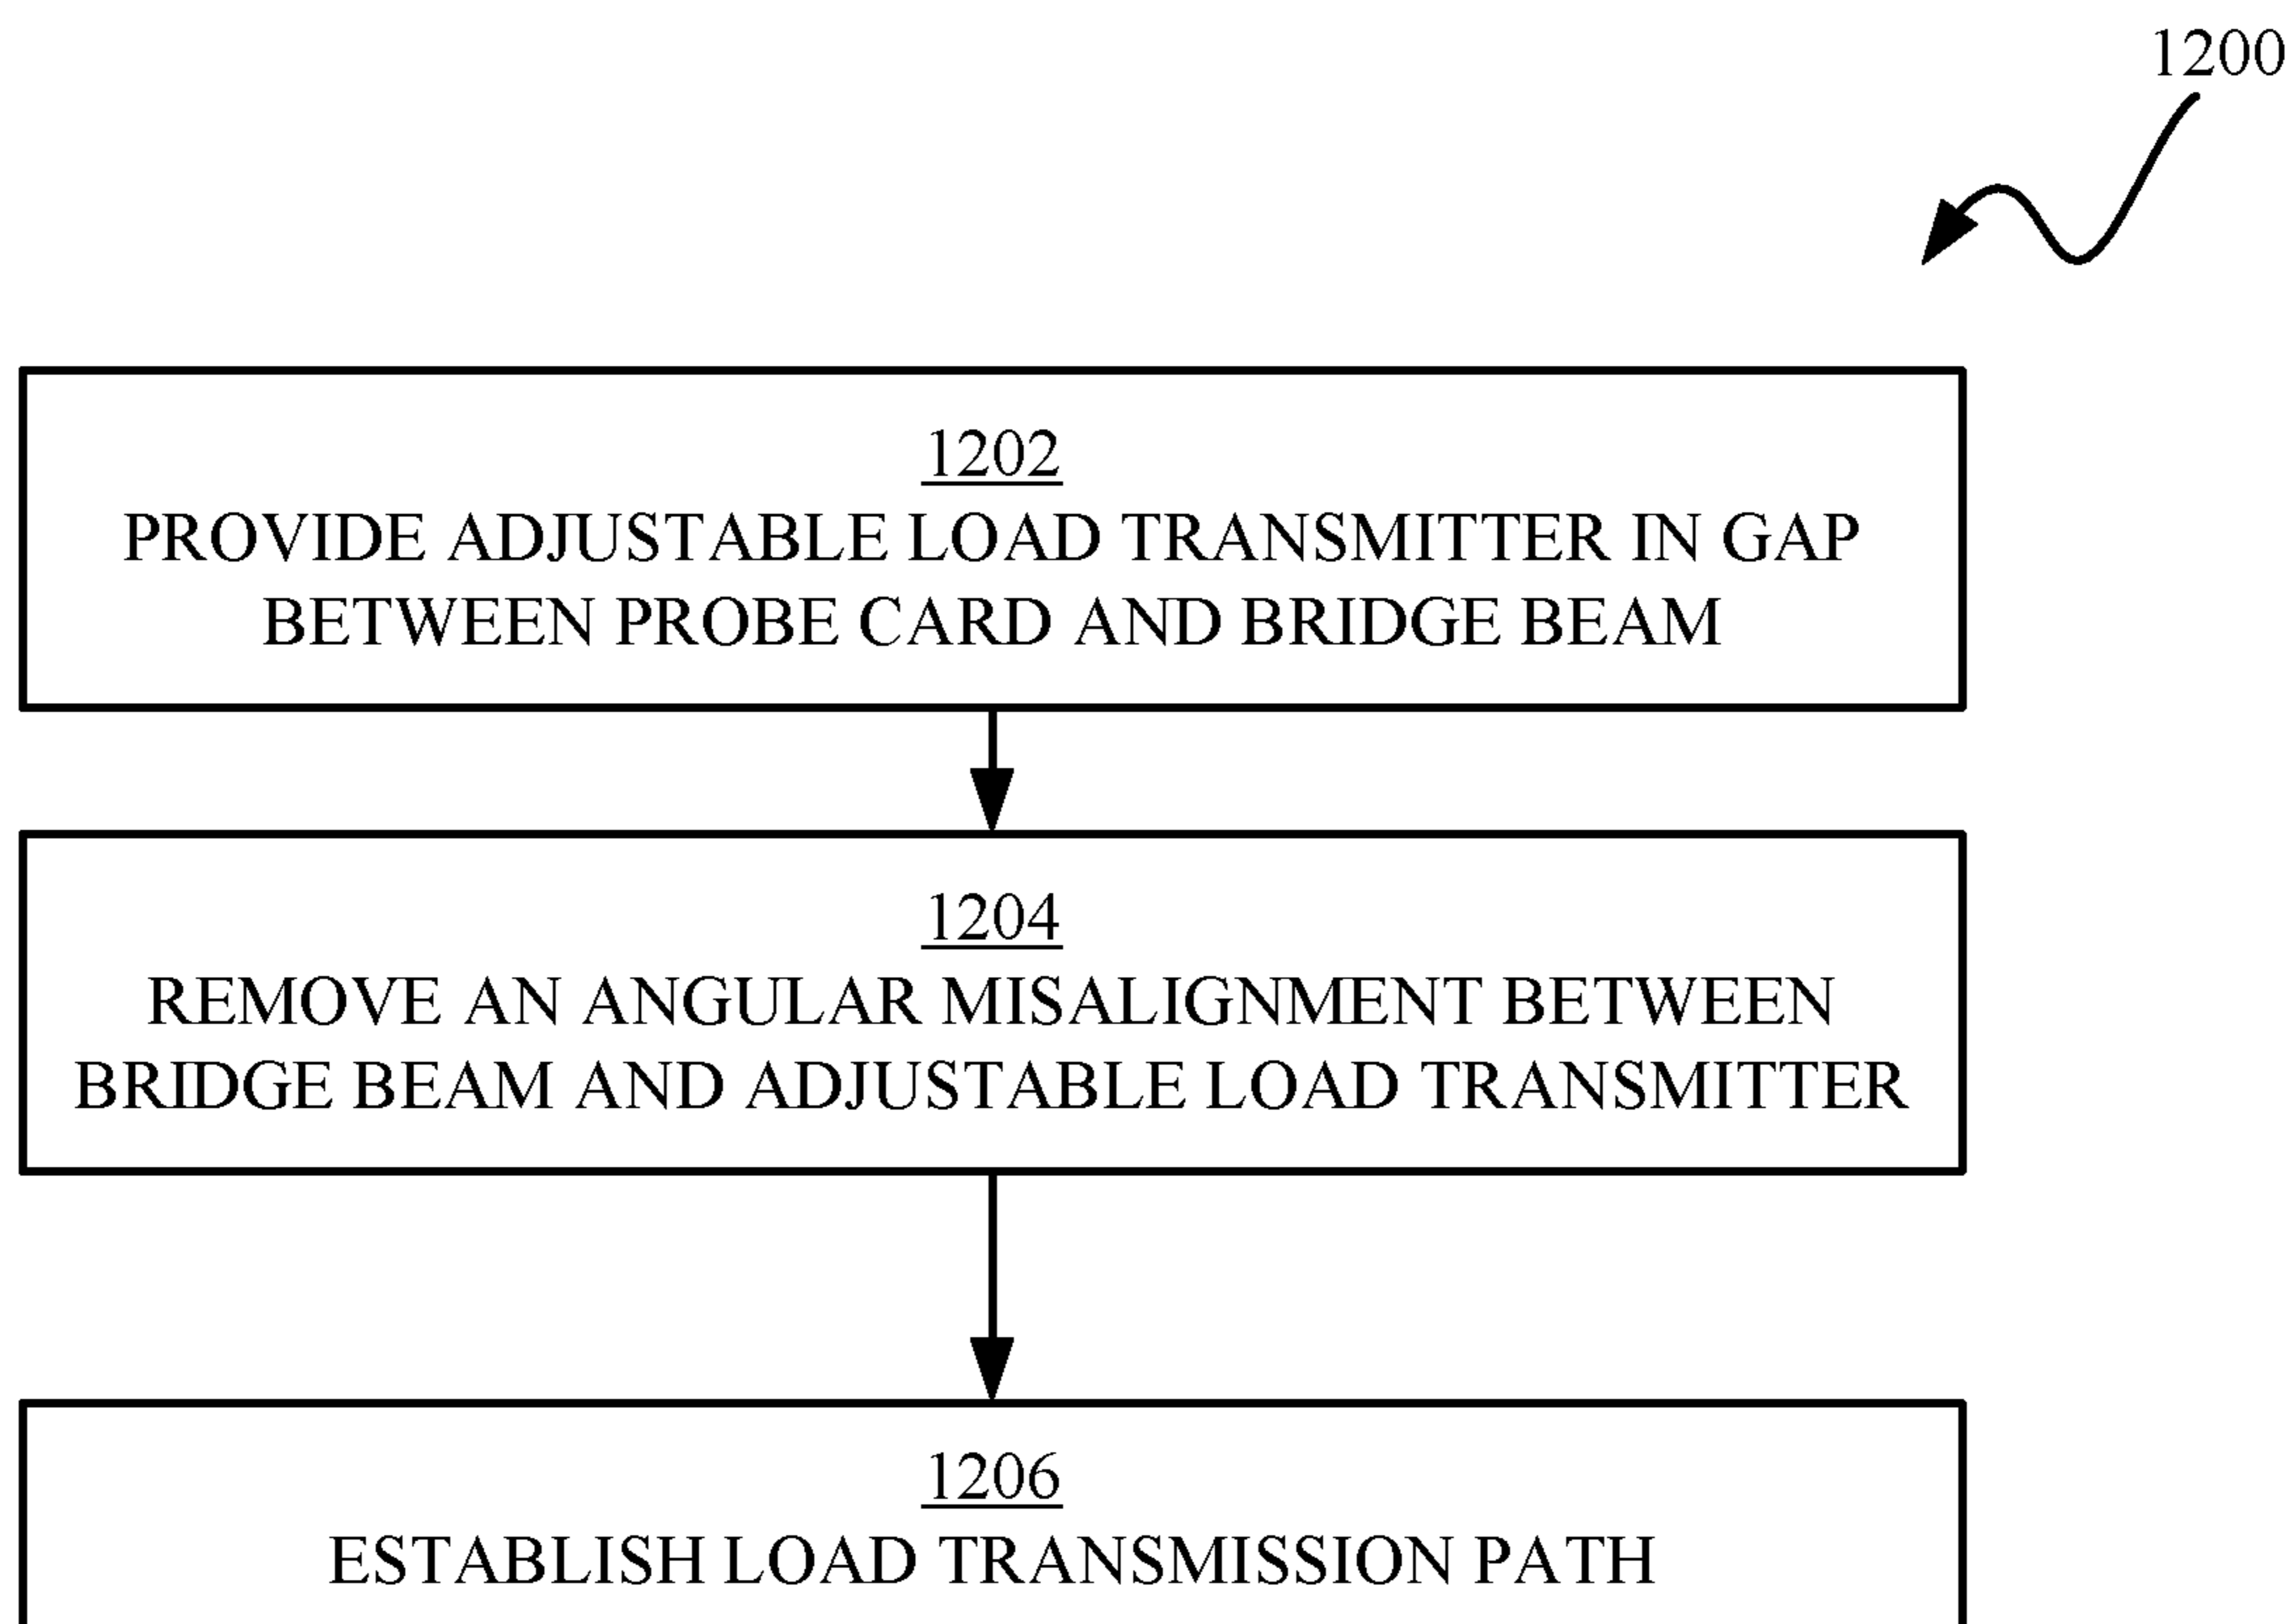 1200
1202
PROVIDE ADJUSTABLE LOAD TRANSMITTER IN GAP
BETWEEN PROBE CARD AND BRIDGE BEAM
1204
REMOVE AN ANGULAR MISALIGNMENT BETWEEN
BRIDGE BEAM AND ADJUSTABLE LOAD TRANSMITTER
1206
ESTABLISH LOAD TRANSMISSION PATH